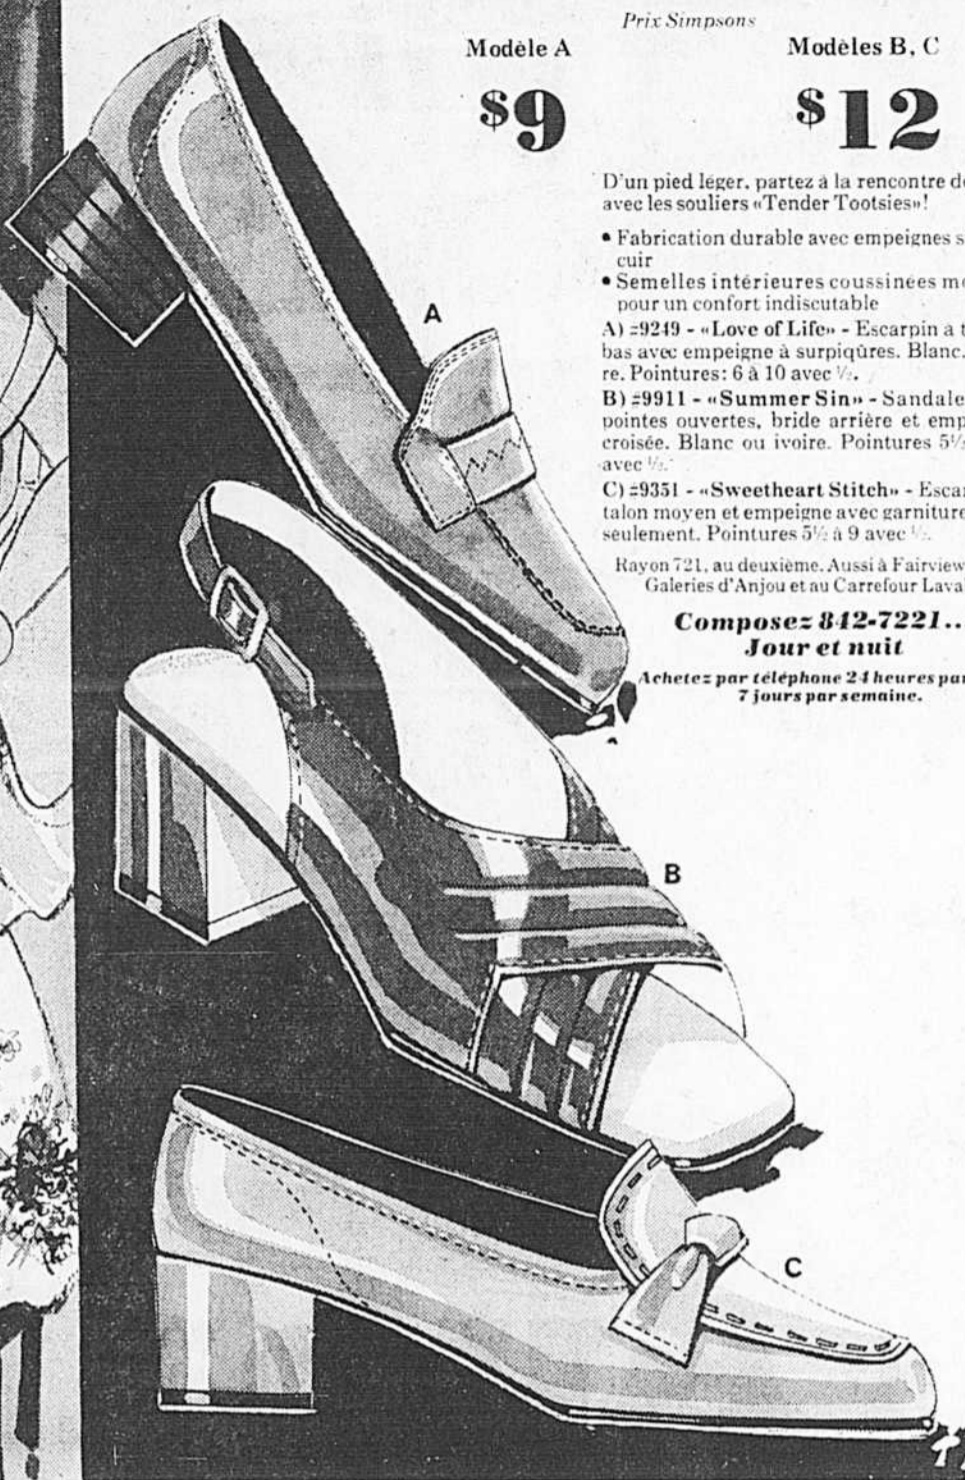 Prix Simpsons
Modèle A
$9
Modèles B, C
$12
D'un pied léger, partez à la rencontre
avec les souliers «Tender Tootsies»!
• Fabrication durable avec empeignes
cuir
• Semelles intérieures coussinées
pour un confort indiscutable
A) #9249 - «Love of Life» - Escarpin à
bas avec empeigne à surpiqûres. Blanc.
re. Pointures: 6 à 10 avec ½.
B) #9911 - «Summer Sin» - Sandale
pointes ouvertes, bride arrière et
croisée. Blanc ou ivoire. Pointures 5½
avec ½.
C) #9351 - «Sweetheart Stitch» -
talon moyen et empeigne avec garniture
seulement. Pointures 5½ à 9 avec ½.
Rayon 721, au deuxième. Aussi à Fairview
Galeries d'Anjou et au Carrefour Laval
Composez 842-7221..
Jour et nuit
Achetez par téléphone 24 heures par
7 jours par semaine.
A
B
C